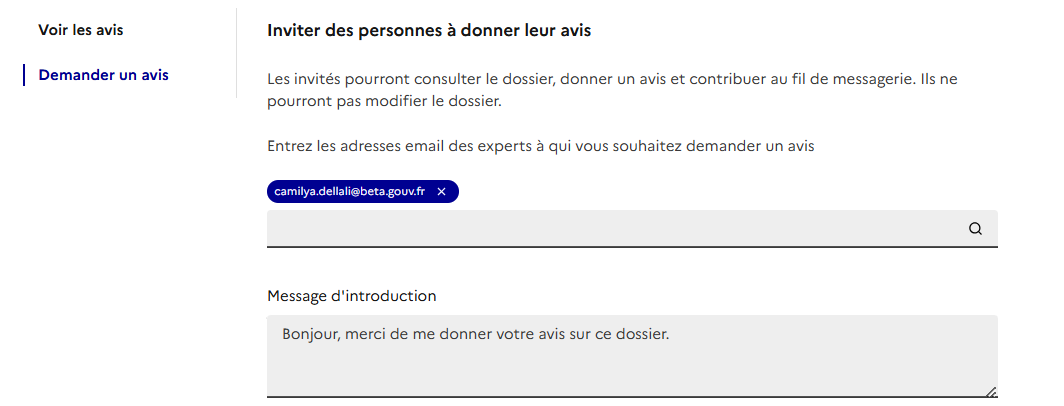 Voir les avis
Demander un avis
Inviter des personnes à donner leur avis
Les invités pourront consulter le dossier, donner un avis et contribuer au fil de messagerie. Ils ne
pourront pas modifier le dossier.
Entrez les adresses email des experts à qui vous souhaitez demander un avis
camilya.dellali@beta.gouv.fr
Message d'introduction
Bonjour, merci de me donner votre avis sur ce dossier.